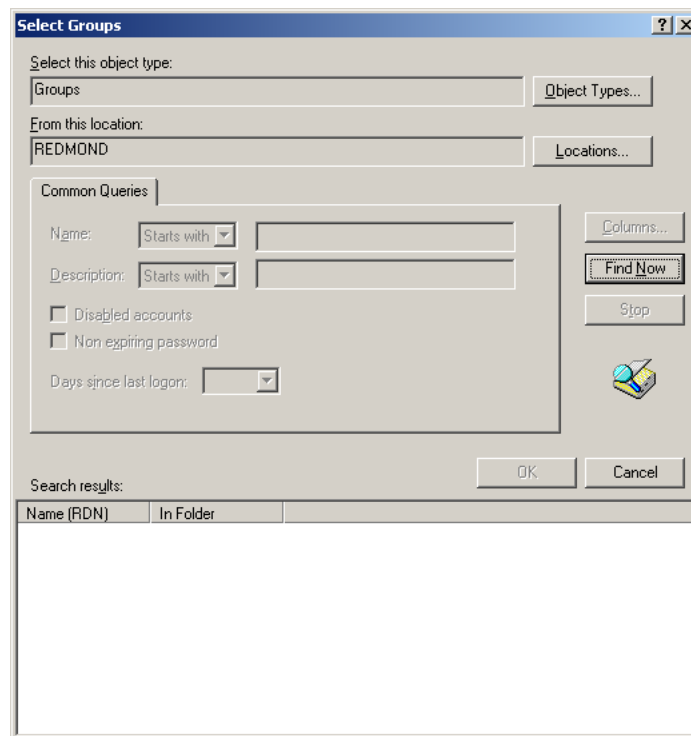 Select Groups
Select this object type:
Groups
Object Types...
From this location:
REDMOND
Locations...
Common Queries
Name:
Starts with
Description:
Starts with
Disabled accounts
Non expiring password
Days since last logon:
Columns...
Find Now
Stop
OK
Cancel
Search results:
Name (RDN)
In Folder